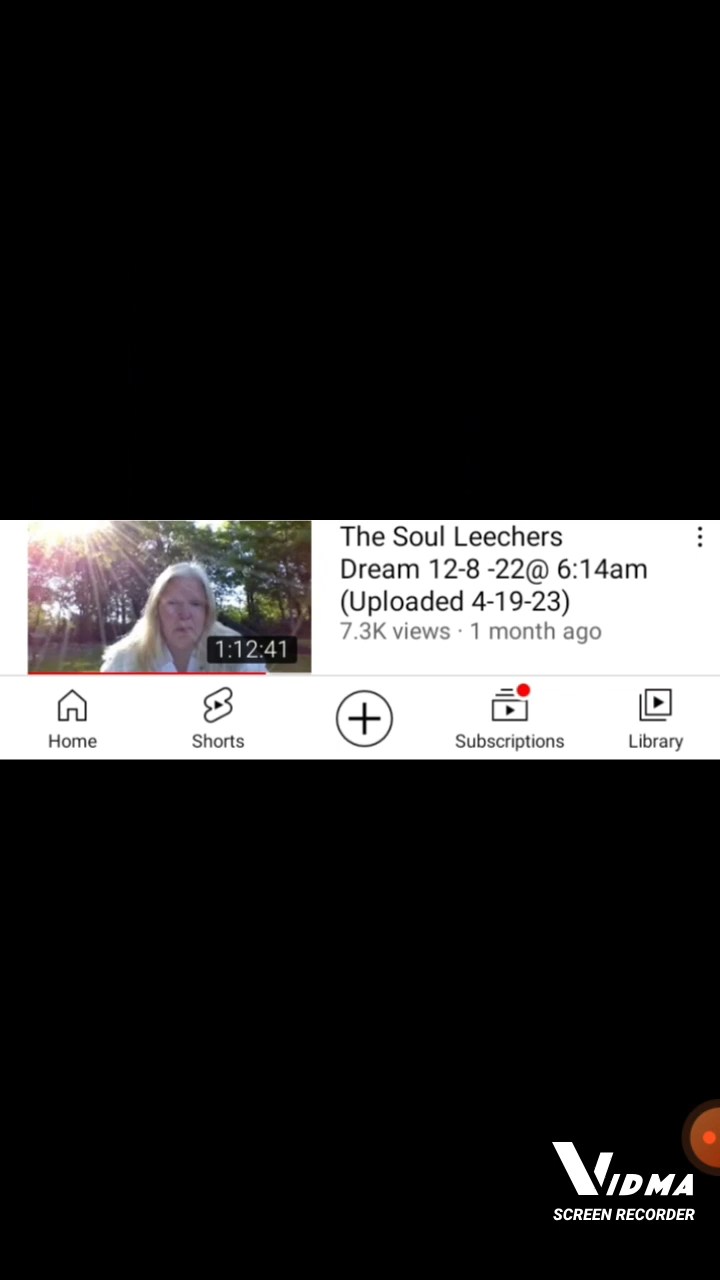 The Soul Leechers
Dream 12-8 -22@ 6:14am
(Uploaded 4-19-23)
7.3K views · 1 month ago
1:12:41
Home
Shorts
Subscriptions
Library
VIDMA
SCREEN RECORDER